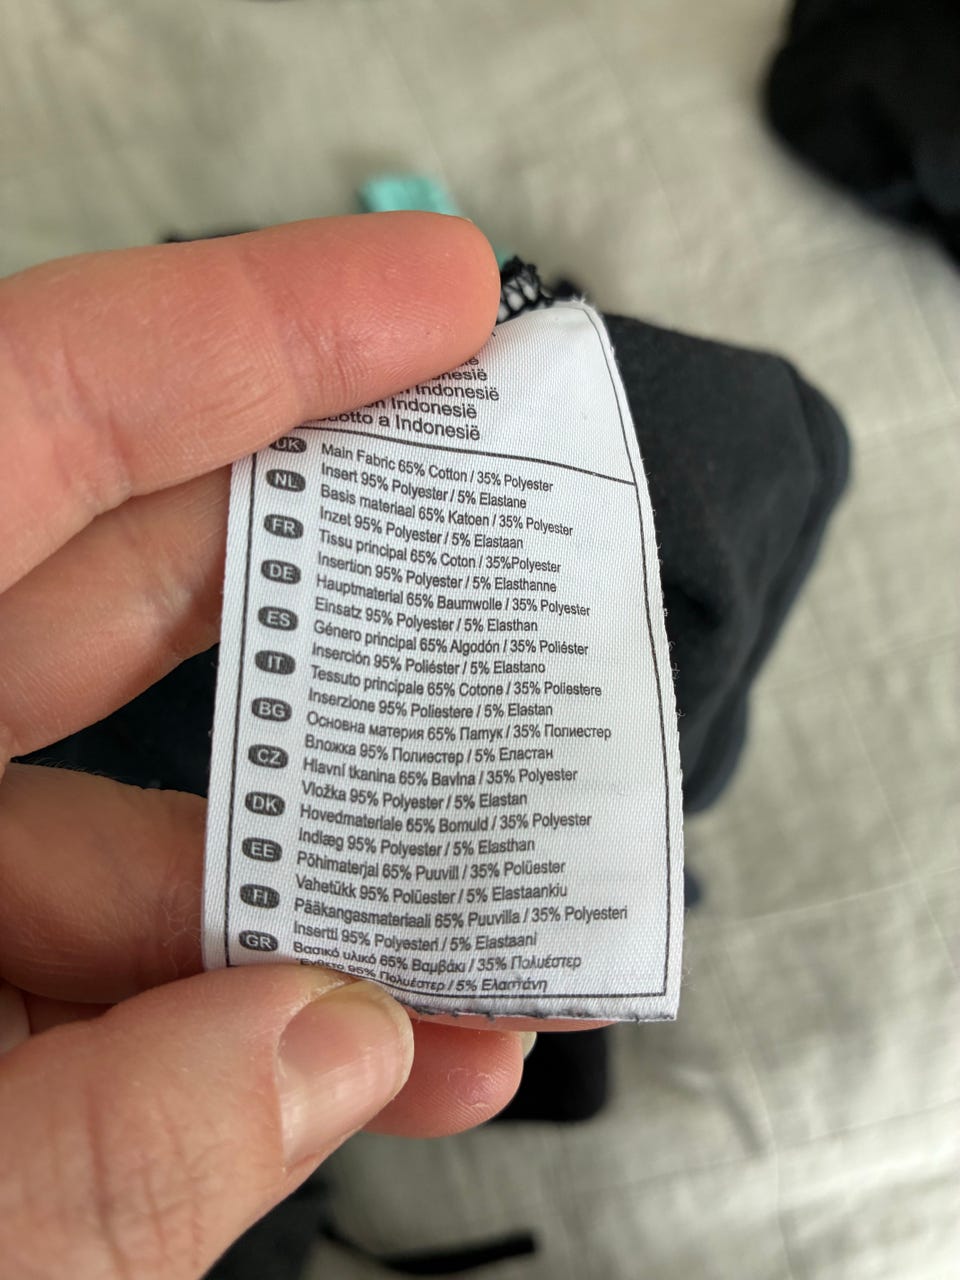 onesië
Indonesië
Indonesië
a Indonesië
UK Main Fabric 65% Cotton / 35% Polyester
Insert 95% Polyester / 5% Elastane
NL Basis materiaal 65% Katoen / 35% Polyester
Inzet 95% Polyester / 5% Elastaan
FR Tissu principal 65% Coton / 35%Polyester
Insertion 95% Polyester / 5% Elasthanne
DE Hauptmaterial 65% Baumwolle / 35% Polyester
Einsatz 95% Polyester / 5% Elasthan
ES Género principal 65% Algodón / 35% Poliéster
Inserción 95% Poliéster / 5% Elastano
IT Tessuto principale 65% Cotone / 35% Poliestere
Inserzione 95% Poliestere / 5% Elastan
BG Основна материя 65% Памук / 35% Полиестер
Вложка 95% Полиестер / 5% Еластан
CZ Hlavní tkanina 65% Bavlna / 35% Polyester
Vložka 95% Polyester / 5% Elastan
DK Hovedmateriale 65% Bomuld / 35% Polyester
Indlæg 95% Polyester / 5% Elasthan
EE Põhimaterjal 65% Puuvill / 35% Polüester
Vahetükk 95% Polüester / 5% Elastaankiu
FI Pääkangasmateriaali 65% Puuvilla / 35% Polyesteri
Insertti 95% Polyesteri / 5% Elastaani
GR Βασικό υλικό 65% Βαμβάκι / 35% Πολυέστερ
Ένθετο 95% Πολυέστερ / 5% Ελαστάνη